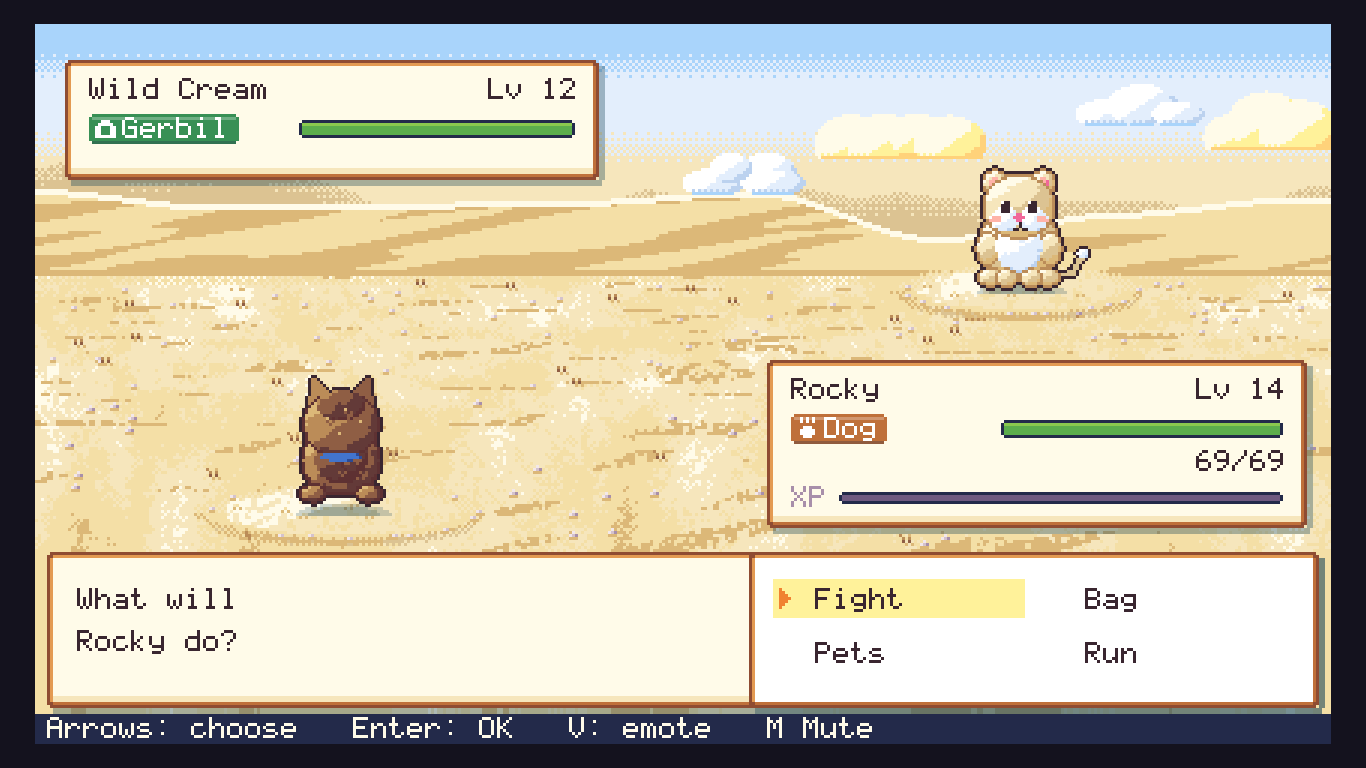 Wild Cream Lv 12
Gerbil
Rocky Lv 14
Dog
69/69
XP
What will
Rocky do?
Fight Bag
Pets Run
Arrows: choose Enter: OK V: emote M Mute